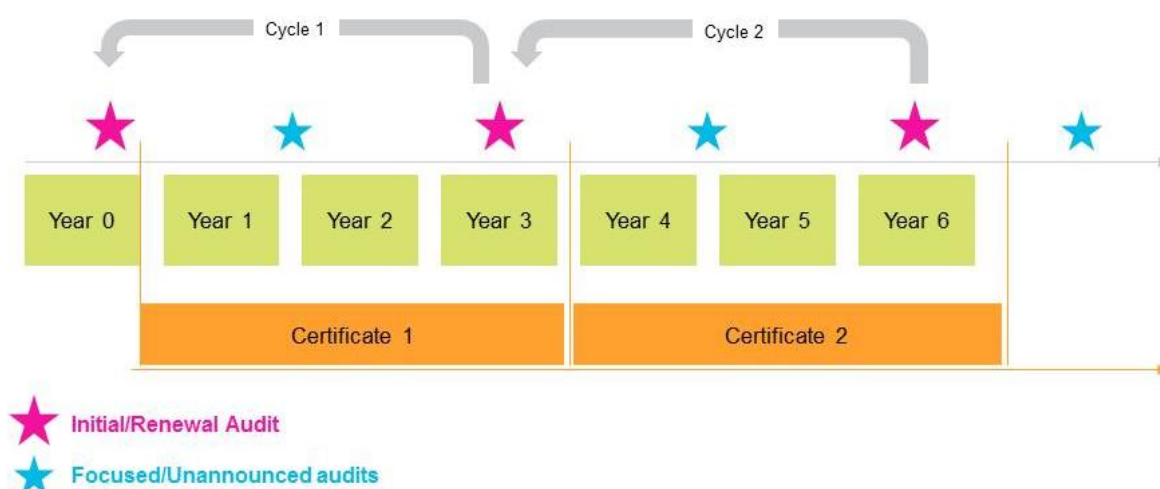 Cycle 1
Cycle 2
Year 0
Year 1
Year 2
Year 3
Year 4
Year 5
Year 6
Certificate 1
Certificate 2
Initial/Renewal Audit
Focused/Unannounced audits